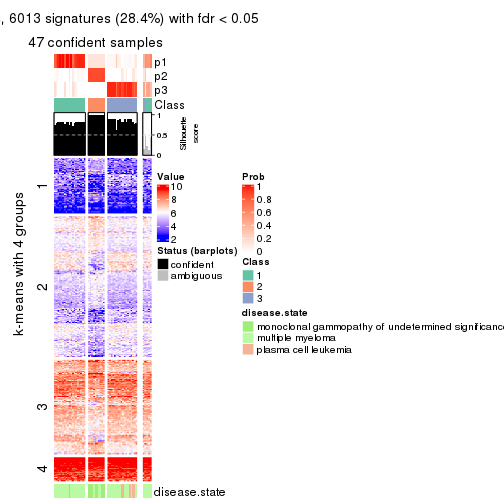 , 6013 signatures (28.4%) with fdr < 0.05
47 confident samples
p1
p2
p3
Class
1
0.5
0
Silhouette
score
k-means with 4 groups
1
2
3
4
Value
10
8
6
4
2
Status (barplots)
confident
ambiguous
Prob
1
0.8
0.6
0.4
0.2
0
Class
1
2
3
disease.state
monoclonal gammopathy of undetermined significance
multiple myeloma
plasma cell leukemia
disease.state